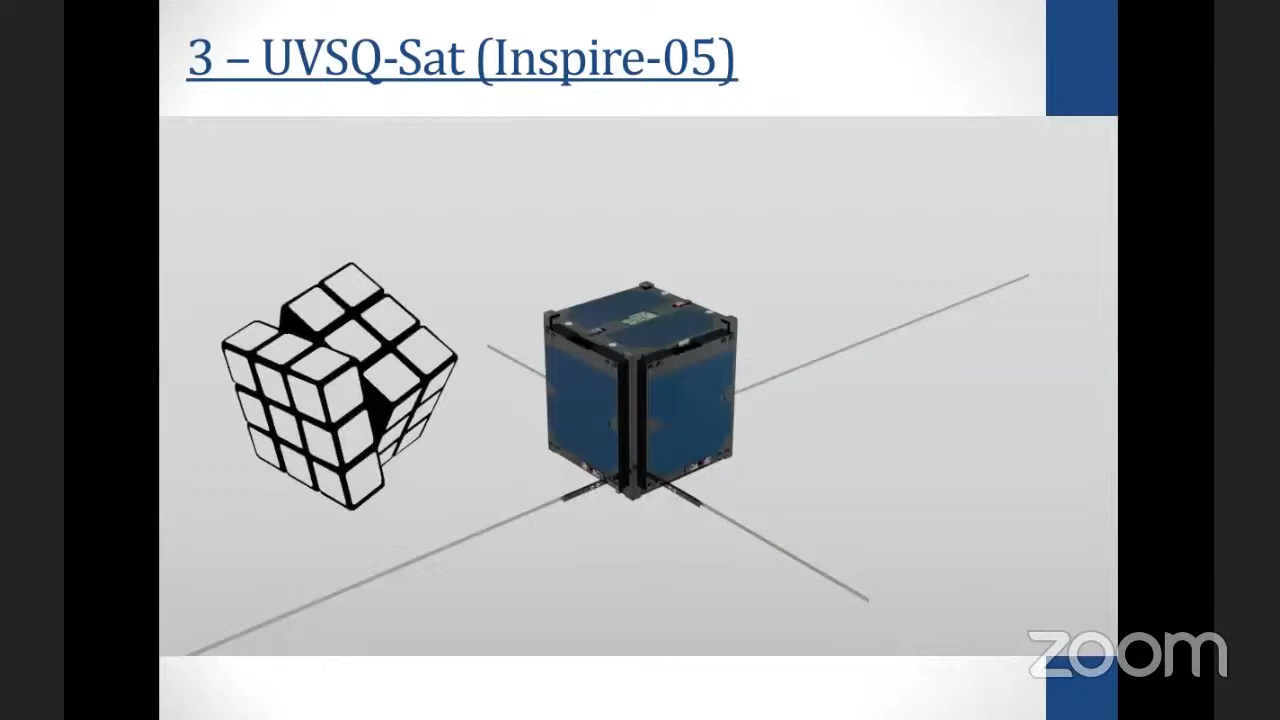 3 – UVSQ-Sat (Inspire-05)
zoom